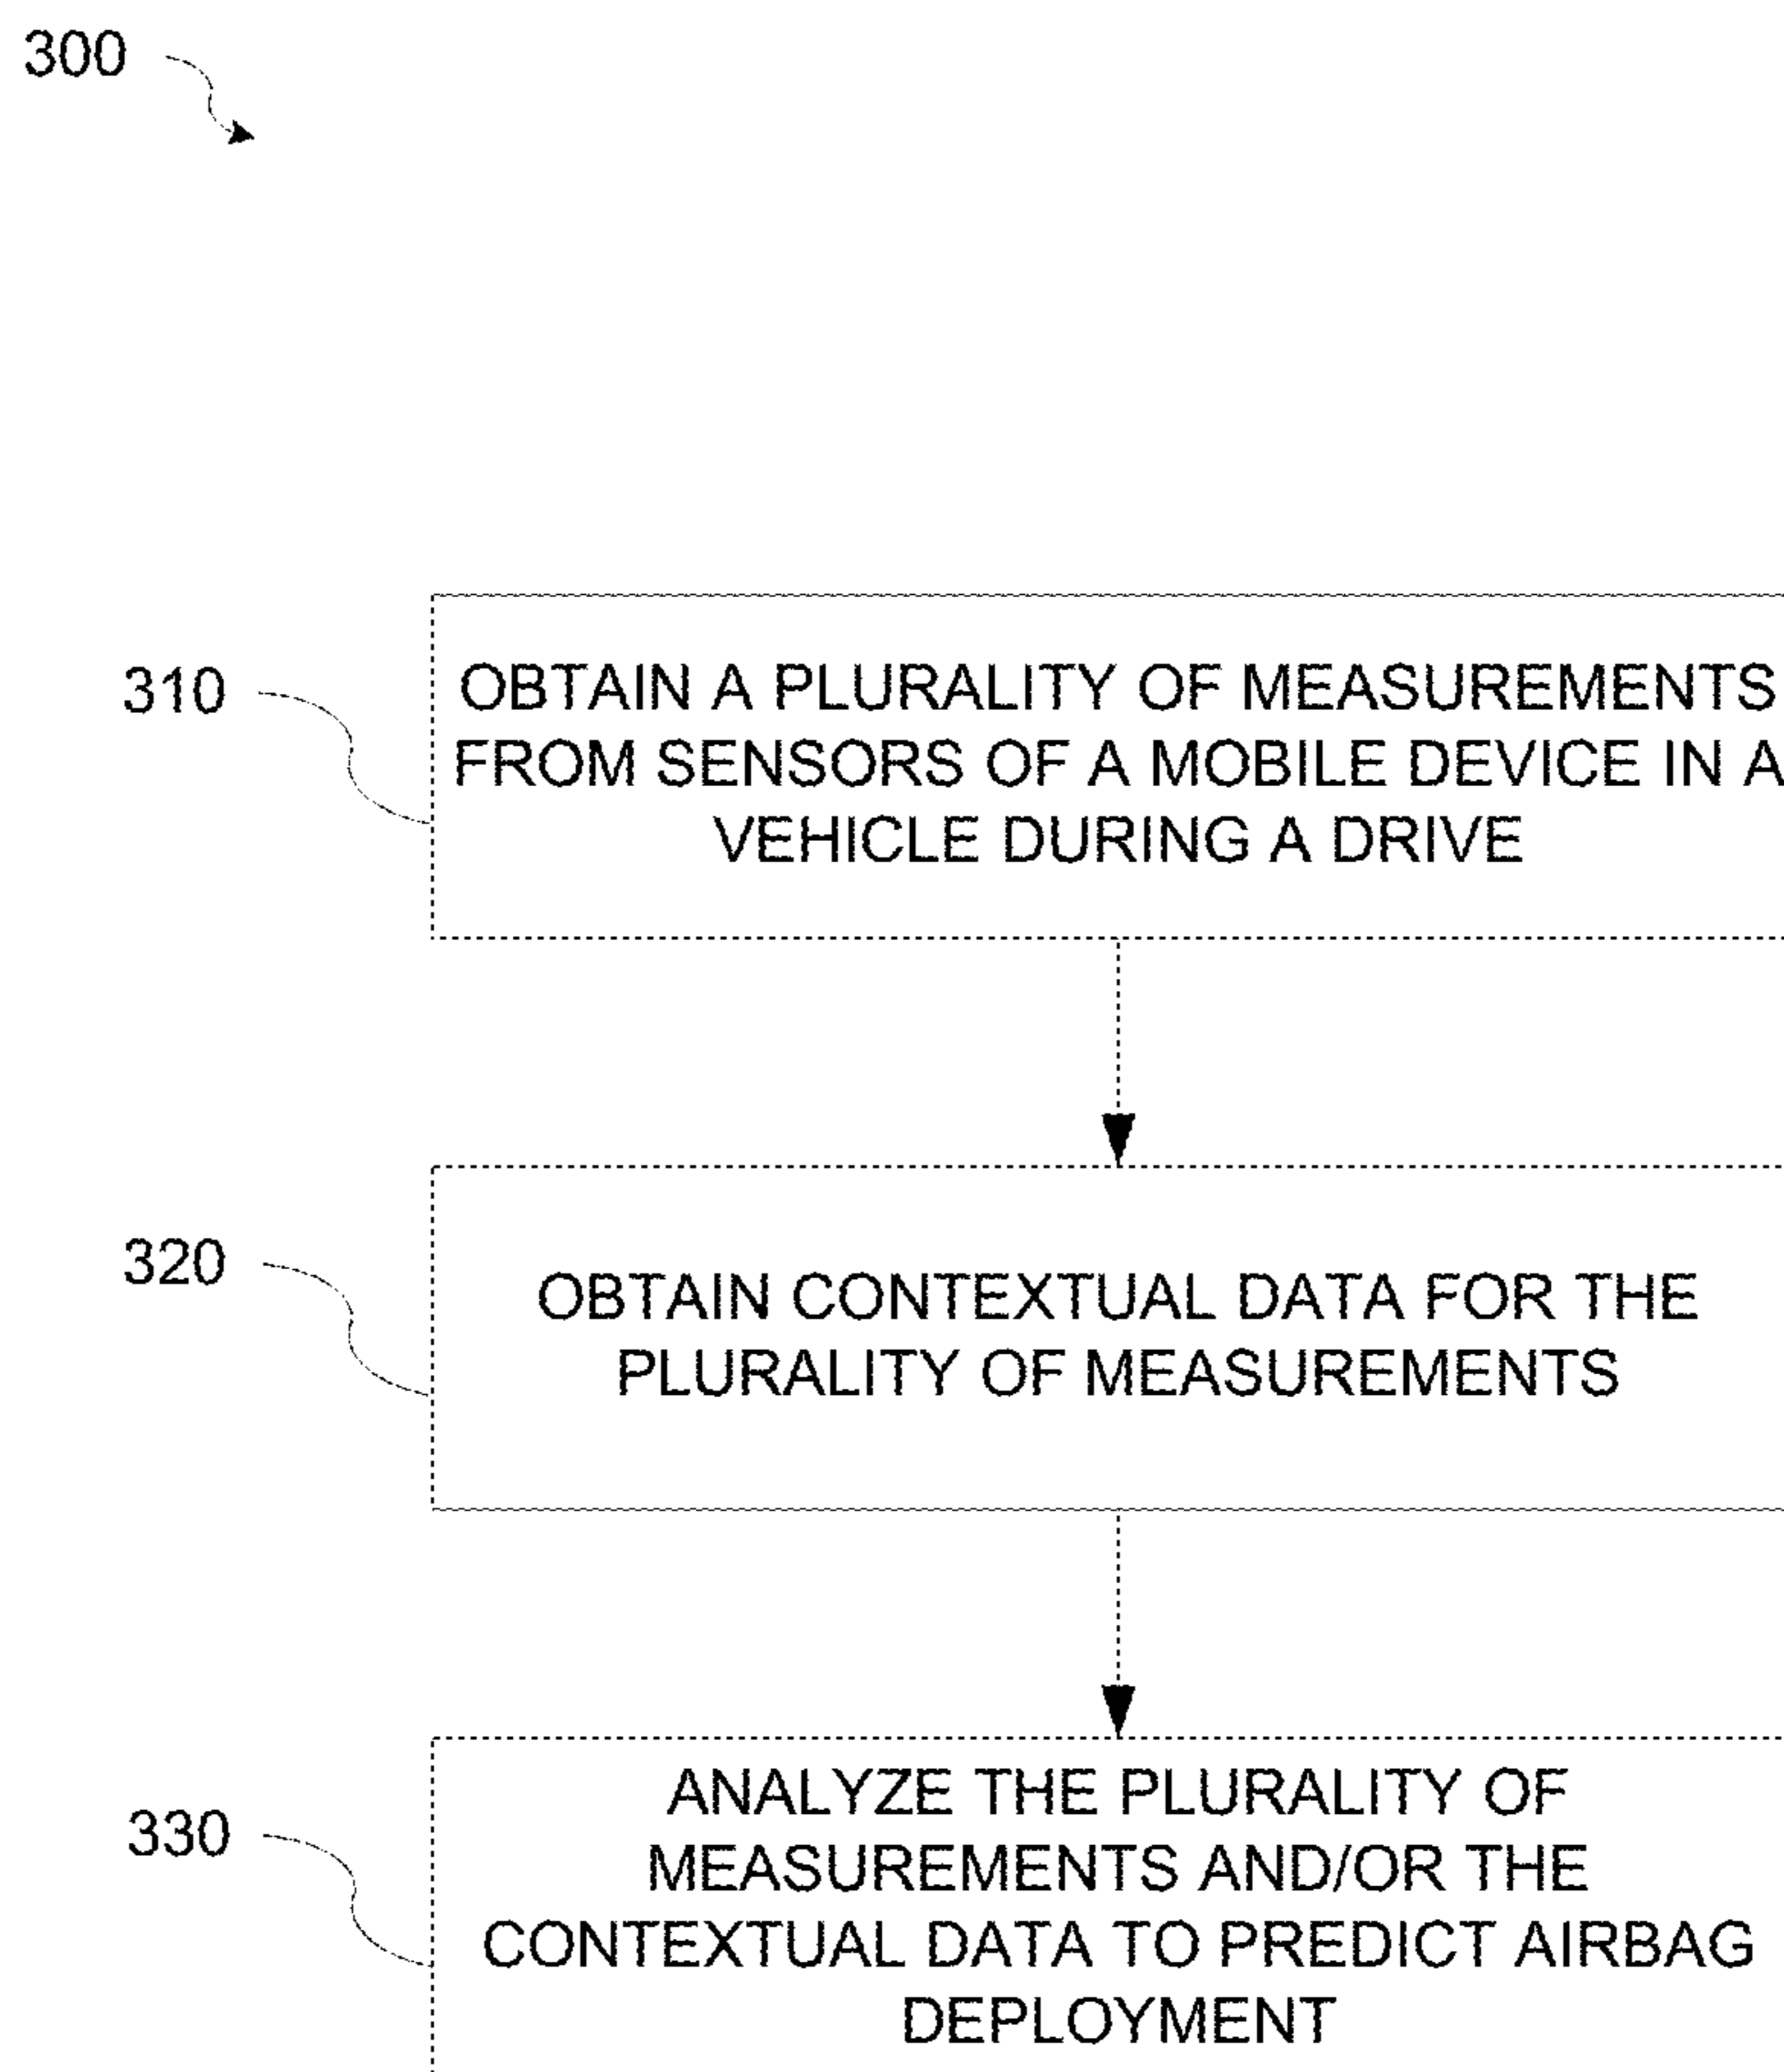 300
310
OBTAIN A PLURALITY OF MEASUREMENTS
FROM SENSORS OF A MOBILE DEVICE IN A
VEHICLE DURING A DRIVE
320
OBTAIN CONTEXTUAL DATA FOR THE
PLURALITY OF MEASUREMENTS
330
ANALYZE THE PLURALITY OF
MEASUREMENTS AND/OR THE
CONTEXTUAL DATA TO PREDICT AIRBAG
DEPLOYMENT